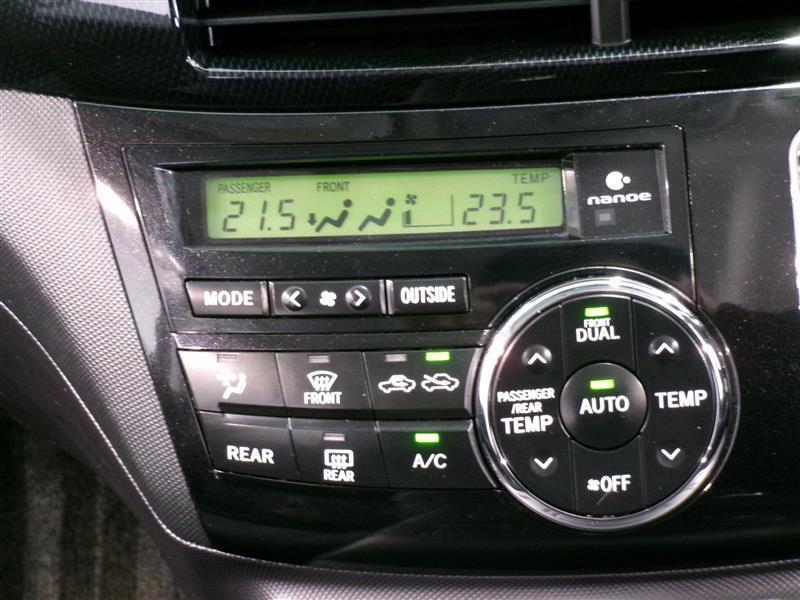 PASSENGER FRONT TEMP
21.5 23.5
nanoe
MODE OUTSIDE
FRONT
DUAL
FRONT
PASSENGER
/REAR
TEMP
AUTO
TEMP
REAR
REAR
A/C
OFF